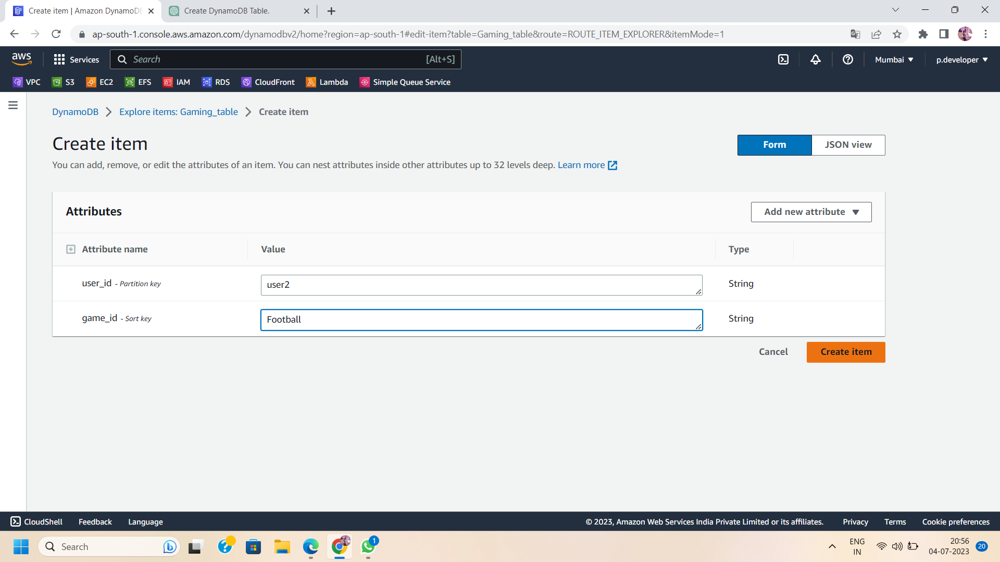 Create item | Amazon DynamoDB
Create DynamoDB Table.
ap-south-1.console.aws.amazon.com/dynamodbv2/home?region=ap-south-1#edit-item?table=Gaming_table&route=ROUTE_ITEM_EXPLORER&itemMode=1
aws
Services
Search
[Alt+S]
Mumbai
p.developer
VPC
S3
EC2
EFS
IAM
RDS
CloudFront
Lambda
Simple Queue Service
DynamoDB
Explore items: Gaming_table
Create item
Create item
Form
JSON view
You can add, remove, or edit the attributes of an item. You can nest attributes inside other attributes up to 32 levels deep. Learn more
Attributes
Add new attribute
Attribute name
Value
Type
user_id - Partition key
user2
String
game_id - Sort key
Football
String
Cancel
Create item
CloudShell
Feedback
Language
© 2023, Amazon Web Services India Private Limited or its affiliates.
Privacy
Terms
Cookie preferences
Search
1
ENG
IN
20:56
04-07-2023
20